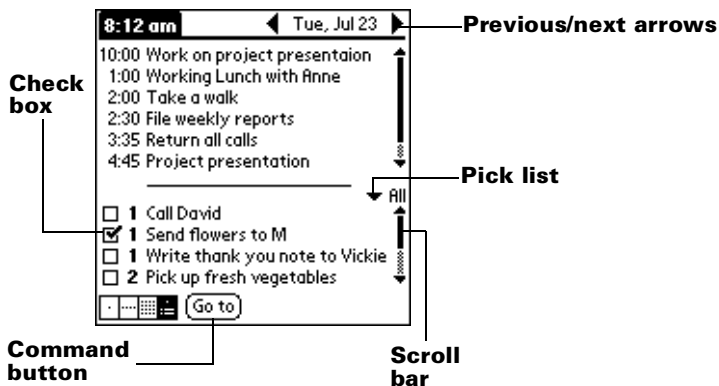 8:12 am Tue, Jul 23 Previous/next arrows
10:00 Work on project presentaion
1:00 Working Lunch with Anne
Check
box
2:00 Take a walk
2:30 File weekly reports
3:35 Return all calls
4:45 Project presentation
Pick list
All
1 Call David
1 Send flowers to M
1 Write thank you note to Vickie
2 Pick up fresh vegetables
Go to
Command
button
Scroll
bar